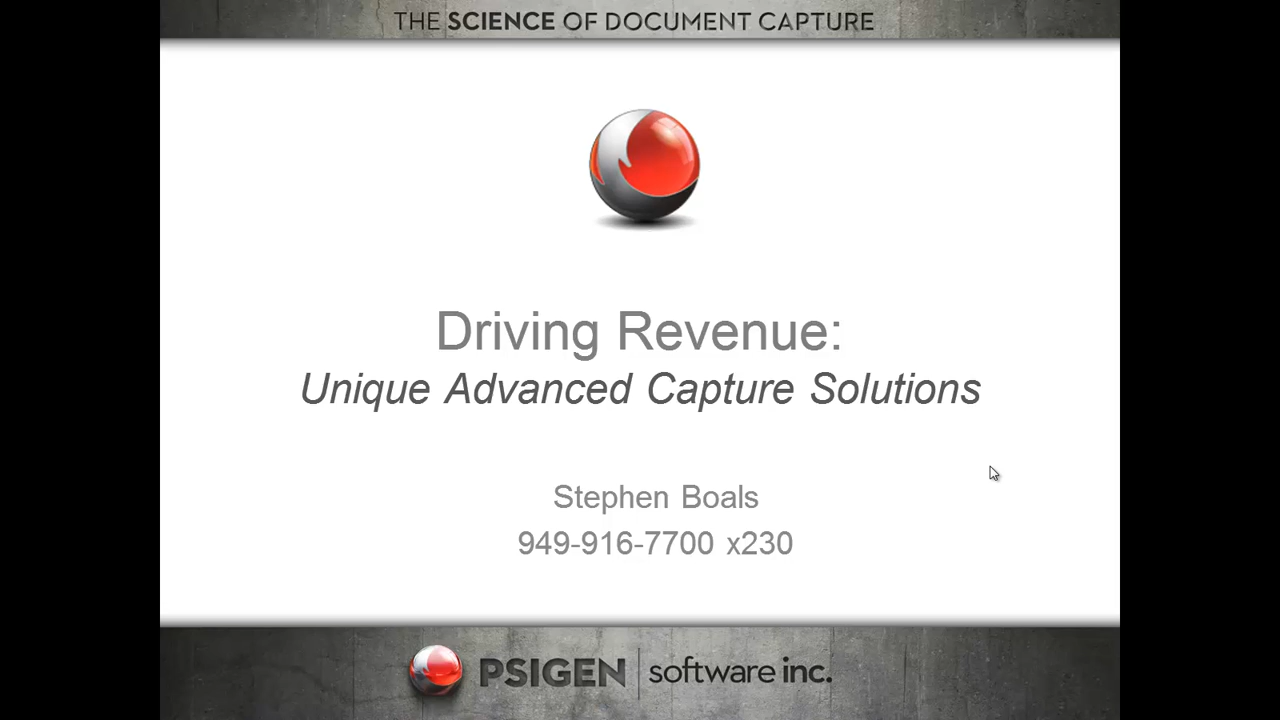 THE SCIENCE OF DOCUMENT CAPTURE
Driving Revenue:
Unique Advanced Capture Solutions
Stephen Boals
949-916-7700 x230
PSIGEN software inc.